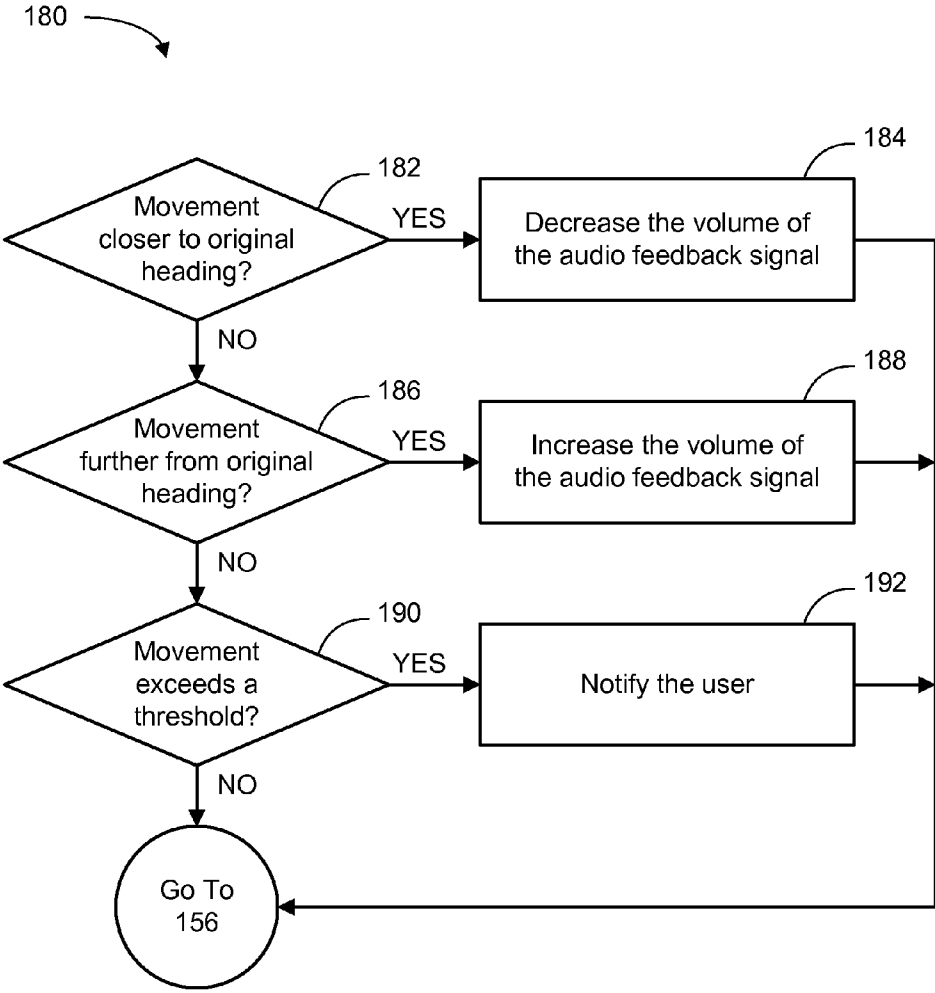 180
182
Movement
closer to original
heading?
YES
184
Decrease the volume of
the audio feedback signal
NO
186
Movement
further from original
heading?
YES
188
Increase the volume of
the audio feedback signal
NO
190
Movement
exceeds a
threshold?
YES
192
Notify the user
NO
Go To
156